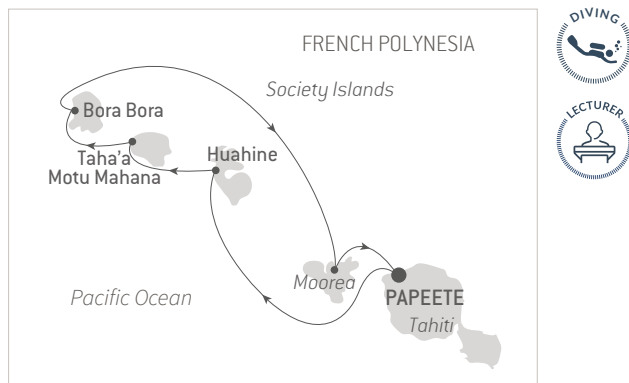 FRENCH POLYNESIA
DIVING
Society Islands
Bora Bora
LECTURER
Taha'a
Motu Mahana
Huahine
Moorea
PAPEETE
Pacific Ocean
Tahiti